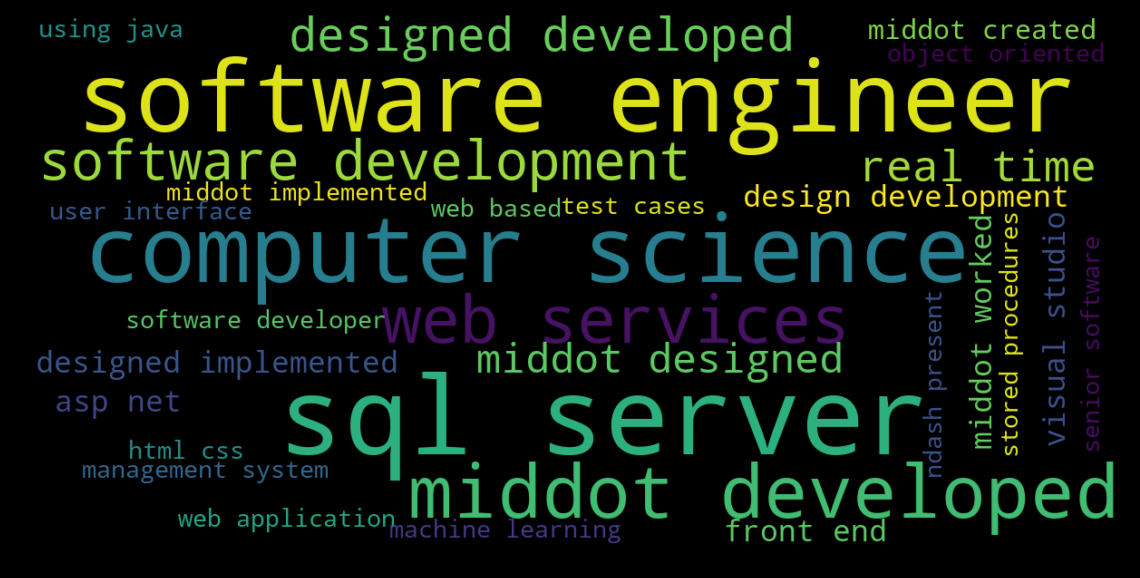 using java
designed developed
middot created
object oriented
software engineer
software development
real time
middot implemented
design development
user interface
web based
test cases
computer science
middot worked
stored procedures
visual studio
senior software
software developer
web services
ndash present
designed implemented
middot designed
asp net
sql server
html css
management system
middot developed
web application
machine learning
front end